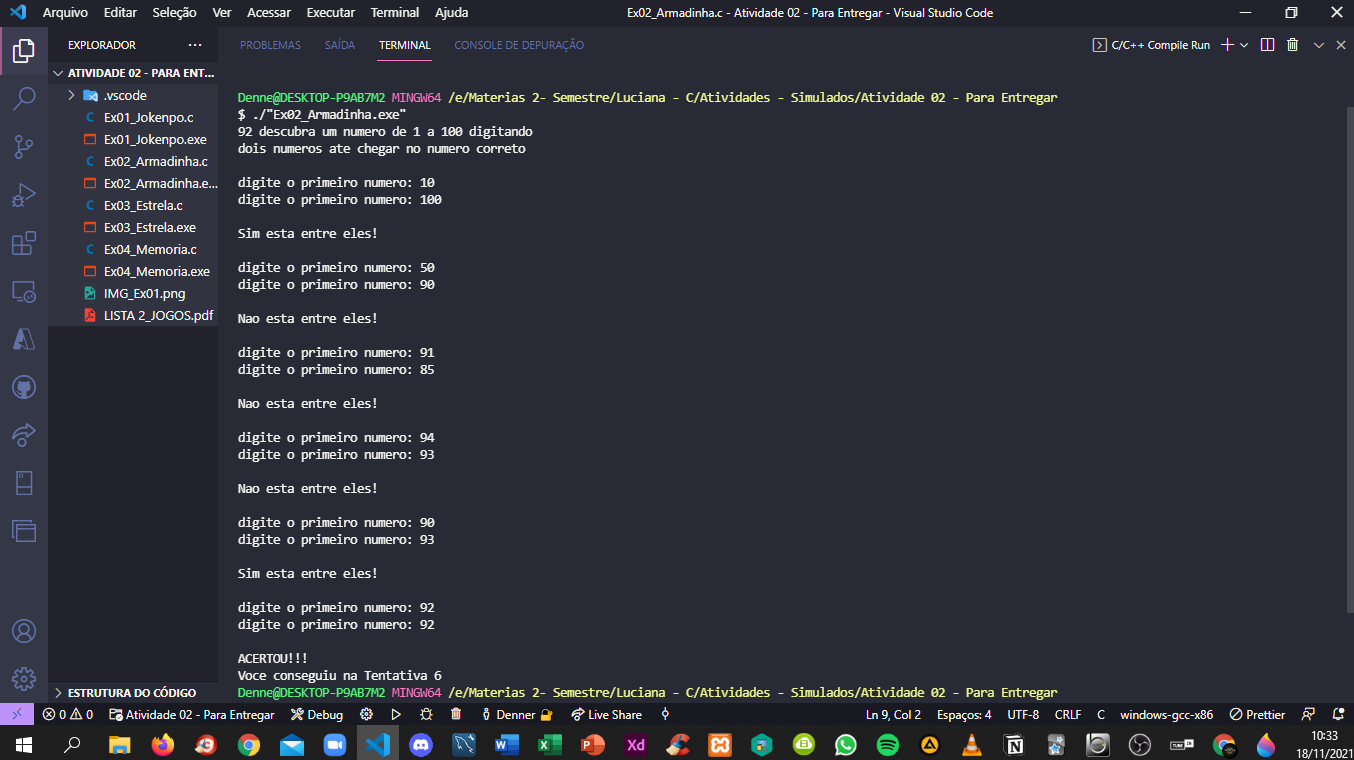 Arquivo Editar Seleção Ver Acessar Executar Terminal Ajuda
Ex02_Armadinha.c - Atividade 02 - Para Entregar - Visual Studio Code
EXPLORADOR
ATIVIDADE 02 - PARA ENT...
.vscode
C Ex01_Jokenpo.c
Ex01_Jokenpo.exe
C Ex02_Armadinha.c
Ex02_Armadinha.e...
C Ex03_Estrela.c
Ex03_Estrela.exe
C Ex04_Memoria.c
Ex04_Memoria.exe
IMG_Ex01.png
LISTA 2_JOGOS.pdf
ESTRUTURA DO CÓDIGO
PROBLEMAS SAÍDA TERMINAL CONSOLE DE DEPURAÇÃO
C/C++ Compile Run
Denne@DESKTOP-P9AB7M2 MINGW64 /e/Materias 2- Semestre/Luciana - C/Atividades - Simulados/Atividade 02 - Para Entregar
$ ./"Ex02_Armadinha.exe"
92 descubra um numero de 1 a 100 digitando
dois numeros ate chegar no numero correto
digite o primeiro numero: 10
digite o primeiro numero: 100
Sim esta entre eles!
digite o primeiro numero: 50
digite o primeiro numero: 90
Nao esta entre eles!
digite o primeiro numero: 91
digite o primeiro numero: 85
Nao esta entre eles!
digite o primeiro numero: 94
digite o primeiro numero: 93
Nao esta entre eles!
digite o primeiro numero: 90
digite o primeiro numero: 93
Sim esta entre eles!
digite o primeiro numero: 92
digite o primeiro numero: 92
ACERTOU!!!
Voce conseguiu na Tentativa 6
Denne@DESKTOP-P9AB7M2 MINGW64 /e/Materias 2- Semestre/Luciana - C/Atividades - Simulados/Atividade 02 - Para Entregar
0 0 Atividade 02 - Para Entregar Debug Denner Live Share
Ln 9, Col 2 Espaços: 4 UTF-8 CRLF C windows-gcc-x86 Prettier
Xd
10:33
18/11/2021